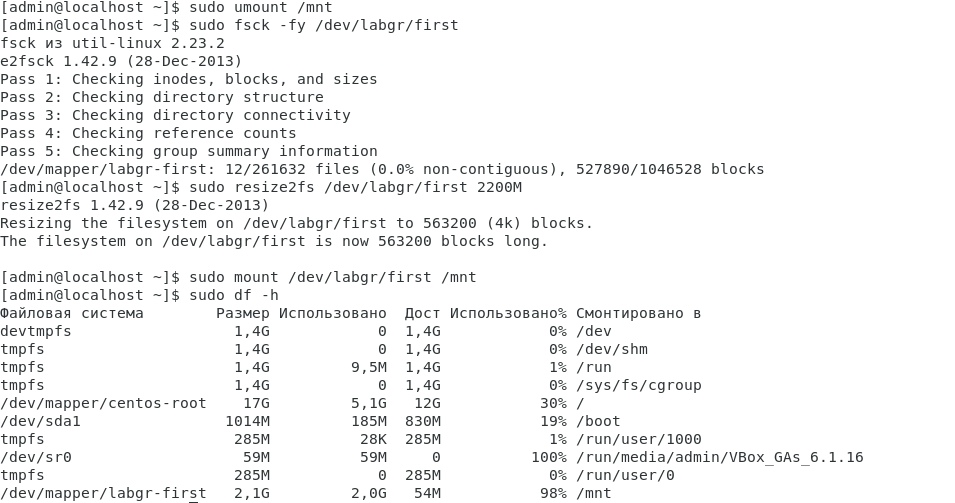 [admin@localhost ~]$ sudo umount /mnt
[admin@localhost ~]$ sudo fsck -fy /dev/labgr/first
fsck из util-linux 2.23.2
e2fsck 1.42.9 (28-Dec-2013)
Pass 1: Checking inodes, blocks, and sizes
Pass 2: Checking directory structure
Pass 3: Checking directory connectivity
Pass 4: Checking reference counts
Pass 5: Checking group summary information
/dev/mapper/labgr-first: 12/261632 files (0.0% non-contiguous), 527890/1046528 blocks
[admin@localhost ~]$ sudo resize2fs /dev/labgr/first 2200M
resize2fs 1.42.9 (28-Dec-2013)
Resizing the filesystem on /dev/labgr/first to 563200 (4k) blocks.
The filesystem on /dev/labgr/first is now 563200 blocks long.
[admin@localhost ~]$ sudo mount /dev/labgr/first /mnt
[admin@localhost ~]$ sudo df -h
Файловая система        Размер Использовано  Дост Использовано% Cмонтировано в
devtmpfs                  1,4G            0  1,4G            0% /dev
tmpfs                     1,4G            0  1,4G            0% /dev/shm
tmpfs                     1,4G         9,5M  1,4G            1% /run
tmpfs                     1,4G            0  1,4G            0% /sys/fs/cgroup
/dev/mapper/centos-root    17G         5,1G   12G           30% /
/dev/sda1                1014M         185M  830M           19% /boot
tmpfs                     285M          28K  285M            1% /run/user/1000
/dev/sr0                   59M          59M     0          100% /run/media/admin/VBox_GAs_6.1.16
tmpfs                     285M            0  285M            0% /run/user/0
/dev/mapper/labgr-first   2,1G         2,0G   54M           98% /mnt